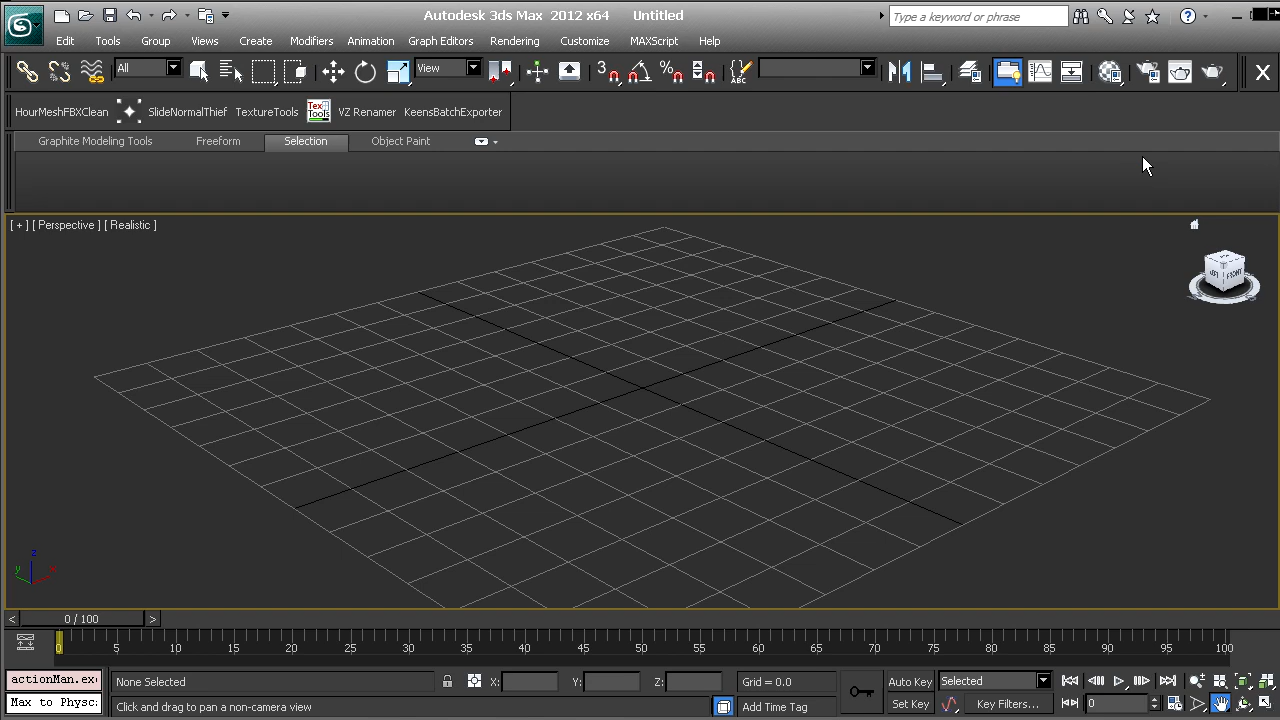 Autodesk 3ds Max 2012 x64 Untitled
Type a keyword or phrase
Edit Tools Group Views Create Modifiers Animation Graph Editors Rendering Customize MAXScript Help
All View 3
HourMeshFBXClean SlideNormalThief TextureTools Tex Tools VZ Renamer KeensBatchExporter
Graphite Modeling Tools Freeform Selection Object Paint
[ + ] [ Perspective ] [ Realistic ]
FRONT
z
y x
< 0 / 100 >
0 5 10 15 20 25 30 35 40 45 50 55 60 65 70 75 80 85 90 95 100
actionMan.ex: None Selected X: Y: Z: Grid = 0.0 Auto Key Selected
Max to Physc: Click and drag to pan a non-camera view Add Time Tag Set Key Key Filters... 0